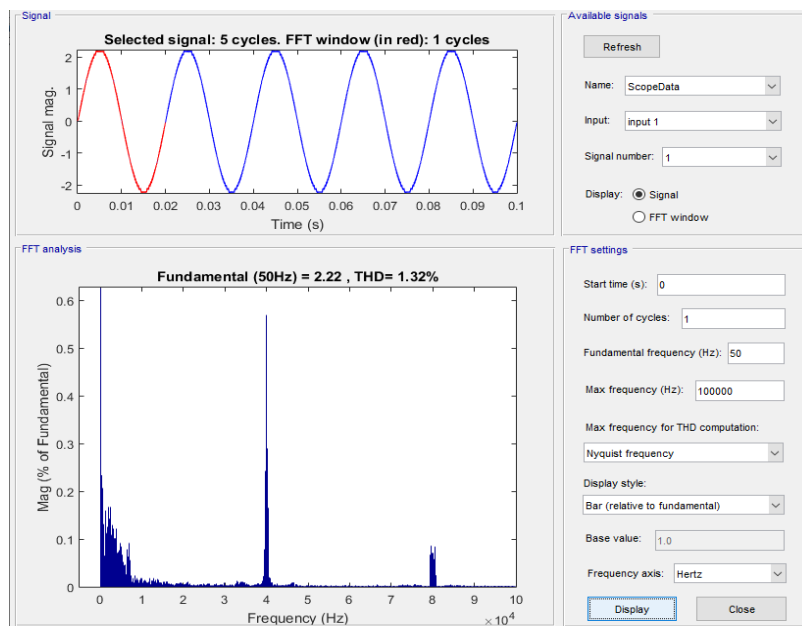 Signal
Selected signal: 5 cycles. FFT window (in red): 1 cycles
2
1
0
-1
-2
Signal mag.
0 0.01 0.02 0.03 0.04 0.05 0.06 0.07 0.08 0.09 0.1
Time (s)
Available signals
Refresh
Name: ScopeData
Input: input 1
Signal number: 1
Display: Signal
FFT window
FFT analysis
Fundamental (50Hz) = 2.22 , THD= 1.32%
0.6
0.5
0.4
0.3
0.2
0.1
0
Mag (% of Fundamental)
0 1 2 3 4 5 6 7 8 9 10
Frequency (Hz)
×10⁴
FFT settings
Start time (s): 0
Number of cycles: 1
Fundamental frequency (Hz): 50
Max frequency (Hz): 100000
Max frequency for THD computation:
Nyquist frequency
Display style:
Bar (relative to fundamental)
Base value: 1.0
Frequency axis: Hertz
Display Close